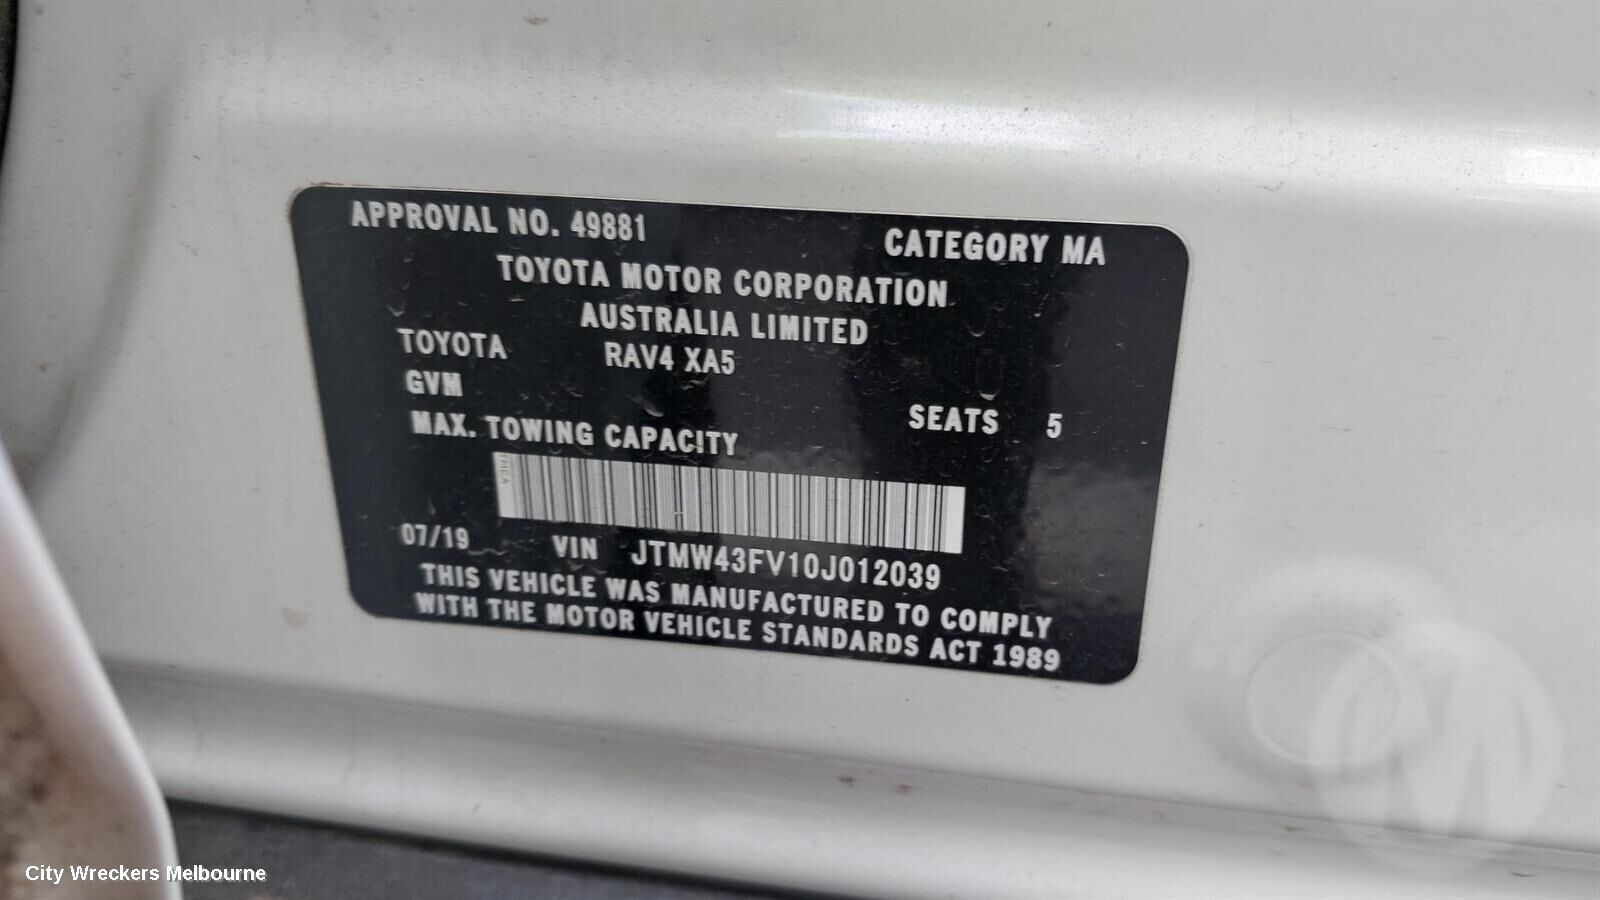 APPROVAL NO. 49881 CATEGORY MA
TOYOTA MOTOR CORPORATION
AUSTRALIA LIMITED
TOYOTA RAV4 XA5
GVM
SEATS 5
MAX. TOWING CAPACITY
TMCA
07/19 VIN JTMW43FV10J012039
THIS VEHICLE WAS MANUFACTURED TO COMPLY
WITH THE MOTOR VEHICLE STANDARDS ACT 1989
M
City Wreckers Melbourne